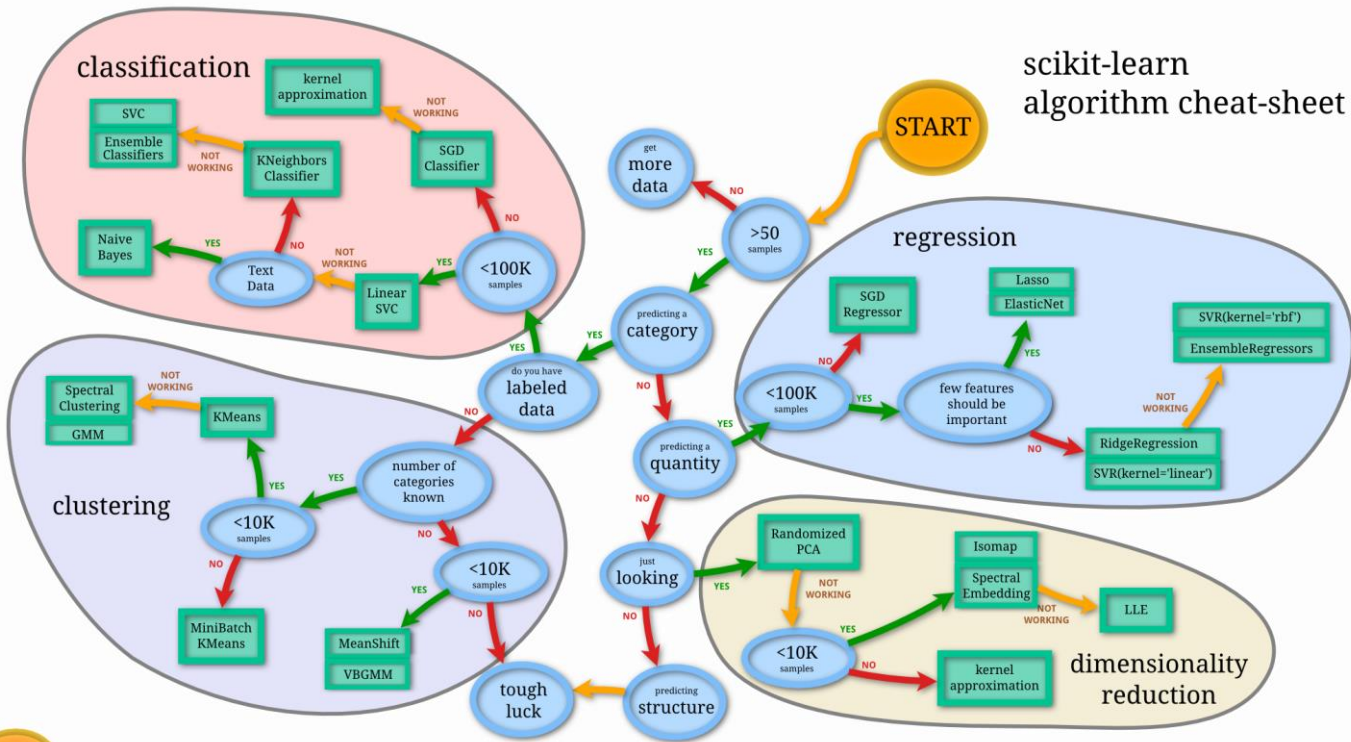 scikit-learn
algorithm cheat-sheet
START
classification
kernel
approximation
NOT
WORKING
SVC
Ensemble
Classifiers
NOT
WORKING
KNeighbors
Classifier
SGD
Classifier
NO
Naive
Bayes
YES
Text
Data
NO
NOT
WORKING
Linear
SVC
YES
<100K
samples
get
more
data
NO
>50
samples
YES
predicting a
category
YES
NO
do you have
labeled
data
YES
NO
predicting a
quantity
YES
NO
just
looking
YES
NO
predicting
structure
tough
luck
regression
SGD
Regressor
NO
<100K
samples
YES
Lasso
ElasticNet
YES
few features
should be
important
NO
SVR(kernel='rbf')
EnsembleRegressors
NOT
WORKING
RidgeRegression
SVR(kernel='linear')
clustering
Spectral
Clustering
GMM
NOT
WORKING
KMeans
YES
<10K
samples
NO
MiniBatch
KMeans
YES
number of
categories
known
NO
<10K
samples
YES
NO
MeanShift
VBGMM
dimensionality
reduction
Randomized
PCA
NOT
WORKING
<10K
samples
YES
NO
Isomap
Spectral
Embedding
NOT
WORKING
LLE
kernel
approximation